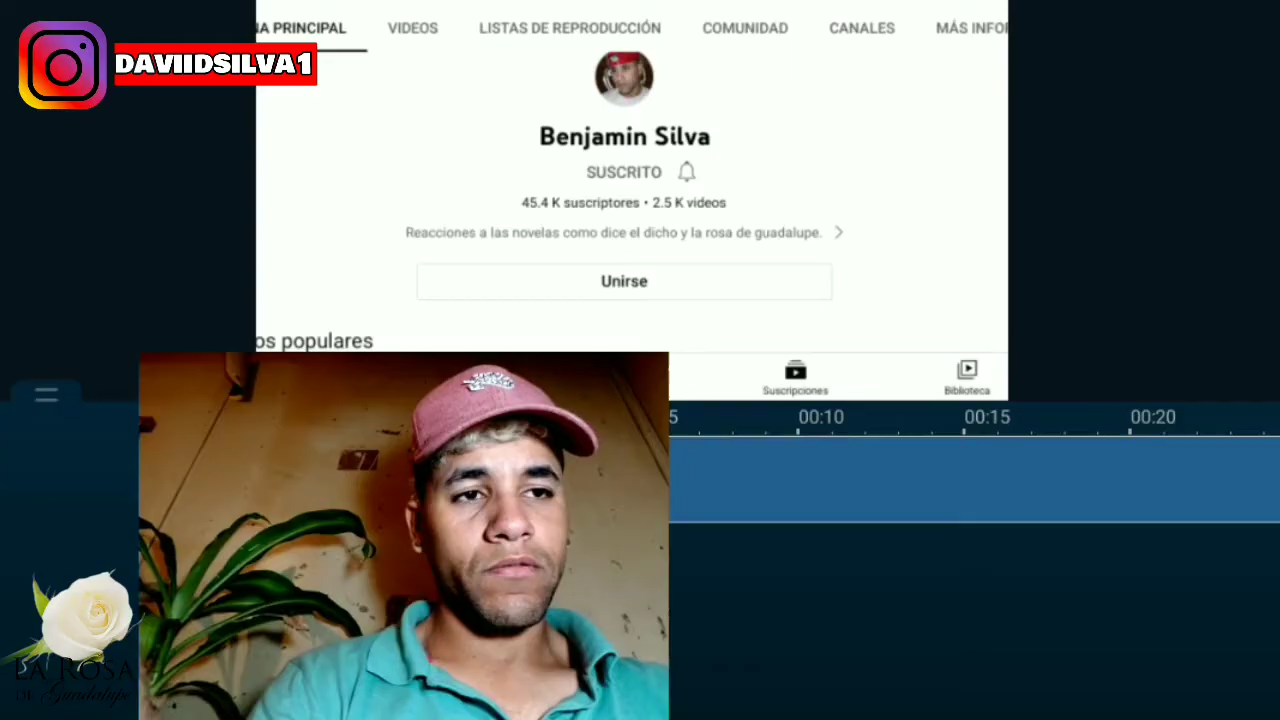 NA PRINCIPAL VIDEOS LISTAS DE REPRODUCCIÓN COMUNIDAD CANALES MÁS INFOR
DAVIIDSILVA1
Benjamin Silva
SUSCRITO
45.4 K suscriptores • 2.5 K videos
Reacciones a las novelas como dice el dicho y la rosa de guadalupe.
Unirse
os populares
Suscripciones Biblioteca
5 00:10 00:15 00:20
LA ROSA
DE Guadalupe